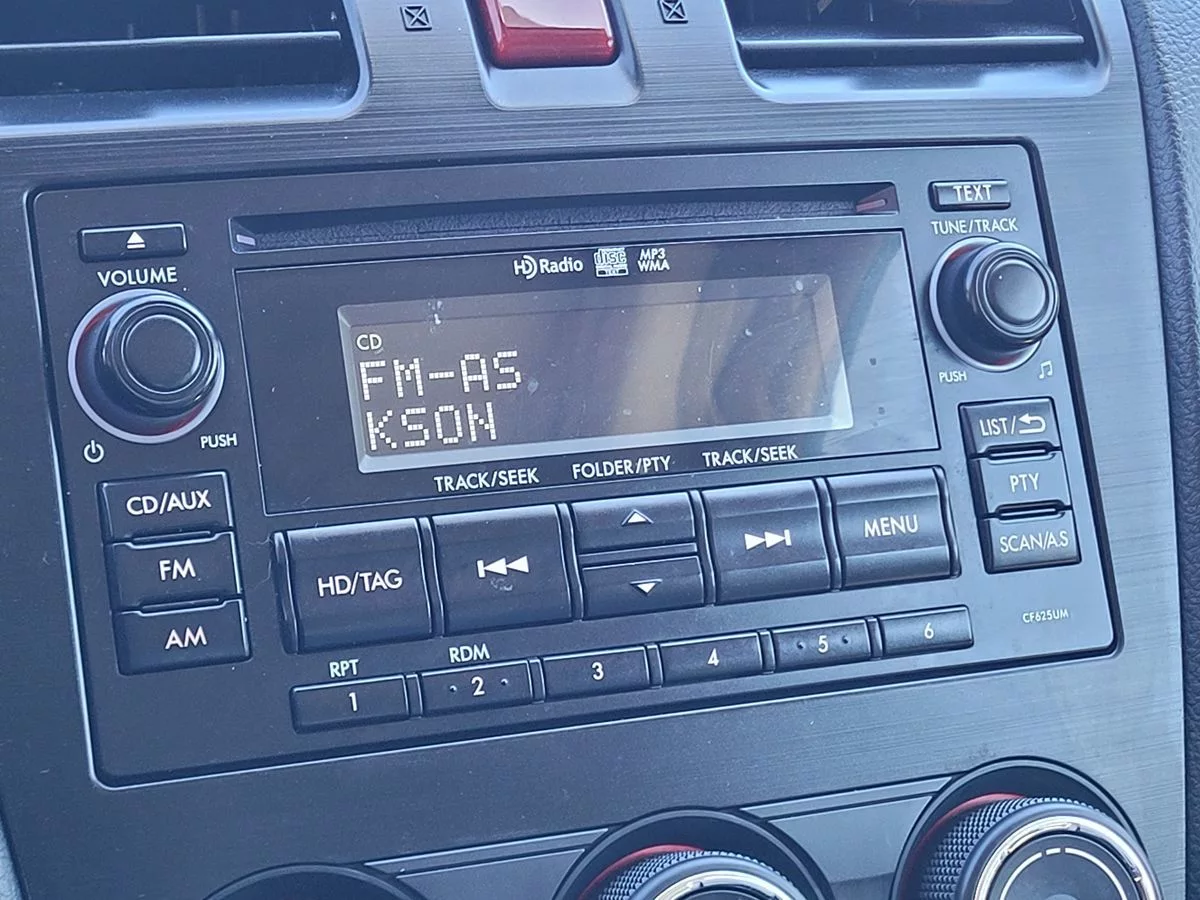 TEXT
VOLUME
TUNE/TRACK
HD Radio
disc
TEXT
MP3
WMA
CD
FM-AS
KSON
PUSH
PUSH
TRACK/SEEK
FOLDER/PTY
TRACK/SEEK
LIST/
CD/AUX
PTY
FM
HD/TAG
MENU
SCAN/A.S
AM
CF625UM
RPT
RDM
1
· 2 ·
3
4
· 5 ·
6